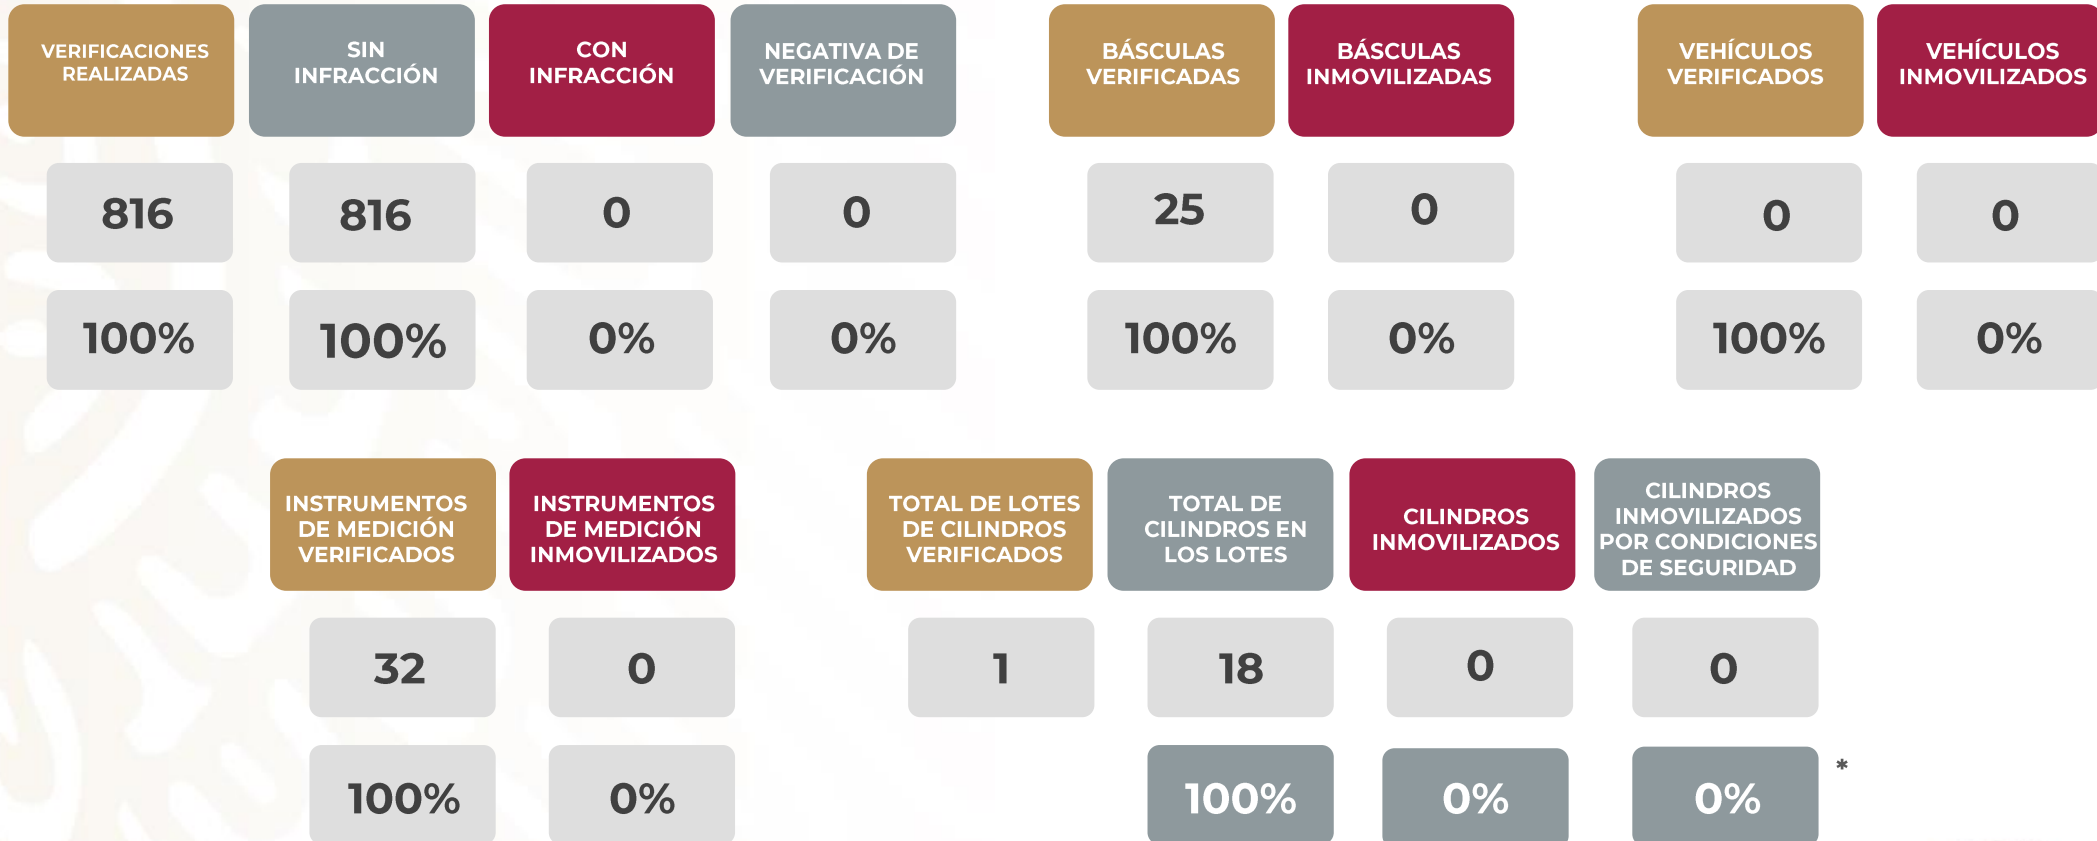 VERIFICACIONES
REALIZADAS
SIN
INFRACCIÓN
CON
INFRACCIÓN
NEGATIVA DE
VERIFICACIÓN
BÁSCULAS
VERIFICADAS
BÁSCULAS
INMOVILIZADAS
VEHÍCULOS
VERIFICADOS
VEHÍCULOS
INMOVILIZADOS
816
816
0
0
25
0
0
0
100%
100%
0%
0%
100%
0%
100%
0%
INSTRUMENTOS
DE MEDICIÓN
VERIFICADOS
INSTRUMENTOS
DE MEDICIÓN
INMOVILIZADOS
TOTAL DE LOTES
DE CILINDROS
VERIFICADOS
TOTAL DE
CILINDROS EN
LOS LOTES
CILINDROS
INMOVILIZADOS
CILINDROS
INMOVILIZADOS
POR CONDICIONES
DE SEGURIDAD
32
0
1
18
0
0
100%
0%
100%
0%
0%
*